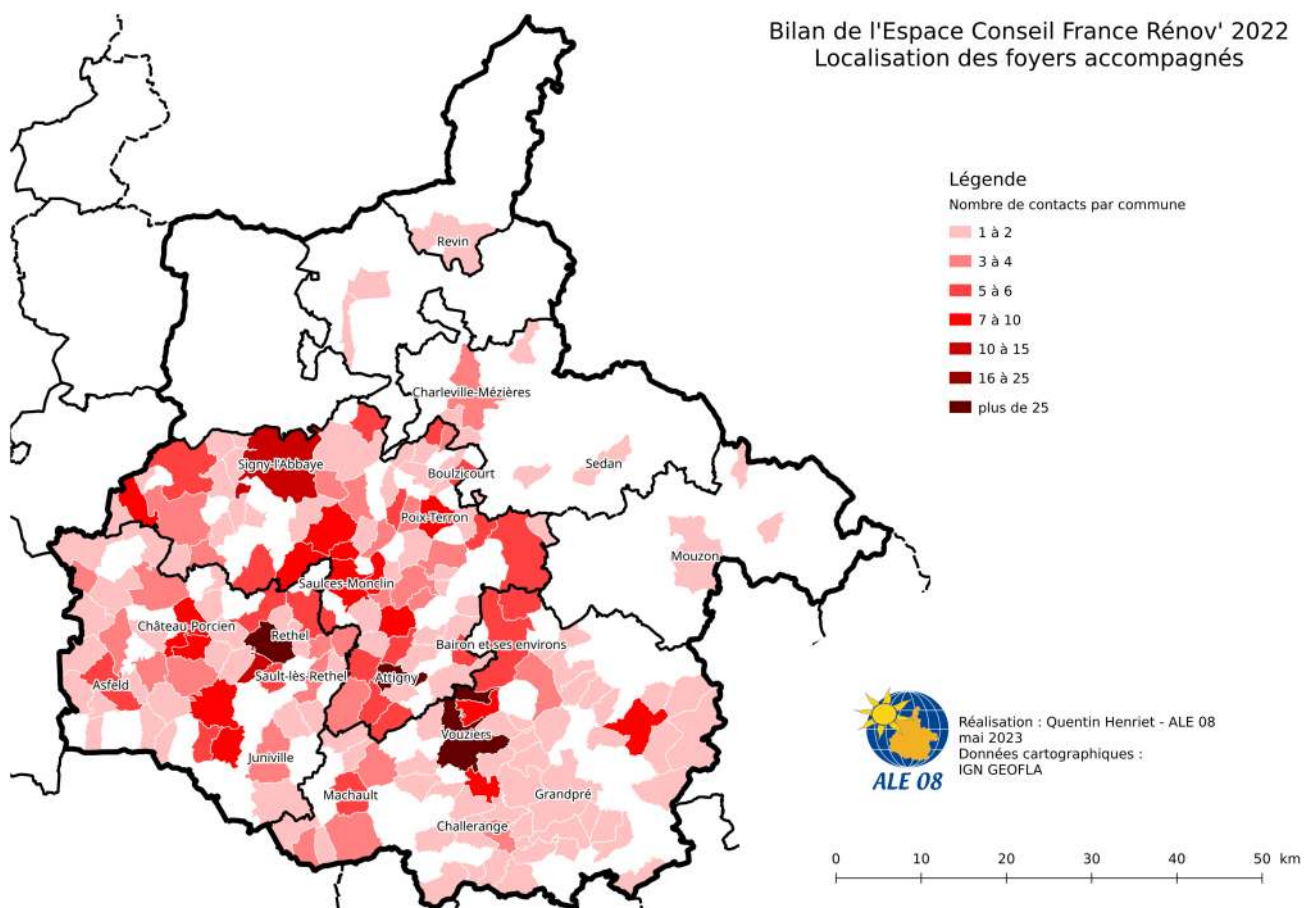 Bilan de l'Espace Conseil France Rénov' 2022
Localisation des foyers accompagnés
Légende
Nombre de contacts par commune
1 à 2
3 à 4
5 à 6
7 à 10
10 à 15
16 à 25
plus de 25
Revin
Charleville-Mézières
Signy-l'Abbaye
Boulzicourt
Sedan
Poix-Terron
Mouzon
Saulces-Monclin
Château-Porcien
Rethel
Bairon et ses environs
Asfeld
Sault-lès-Rethel
Attigny
Vouziers
Juniville
Machault
Grandpré
Challerange
ALE 08
Réalisation : Quentin Henriet - ALE 08
mai 2023
Données cartographiques :
IGN GEOFLA
0 10 20 30 40 50 km